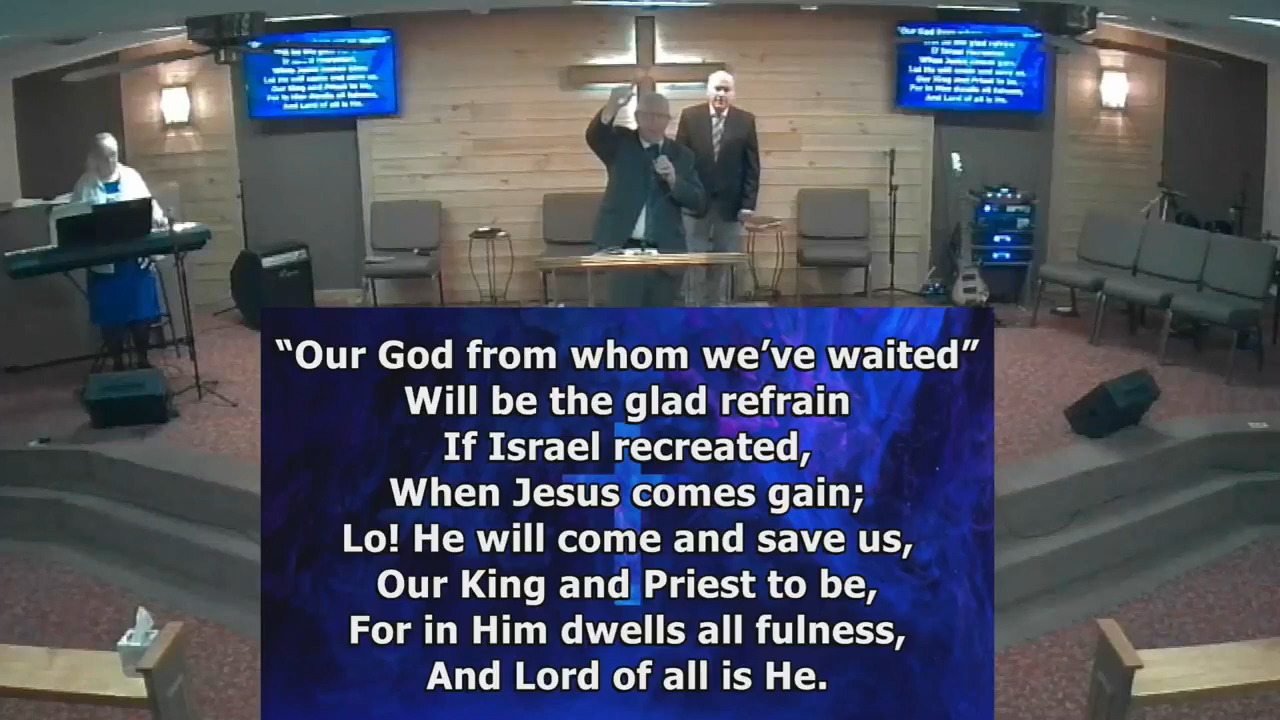 “Our God from whom we’ve waited”
Will be the glad refrain
If Israel recreated,
When Jesus comes gain;
Lo! He will come and save us,
Our King and Priest to be,
For in Him dwells all fulness,
And Lord of all is He.